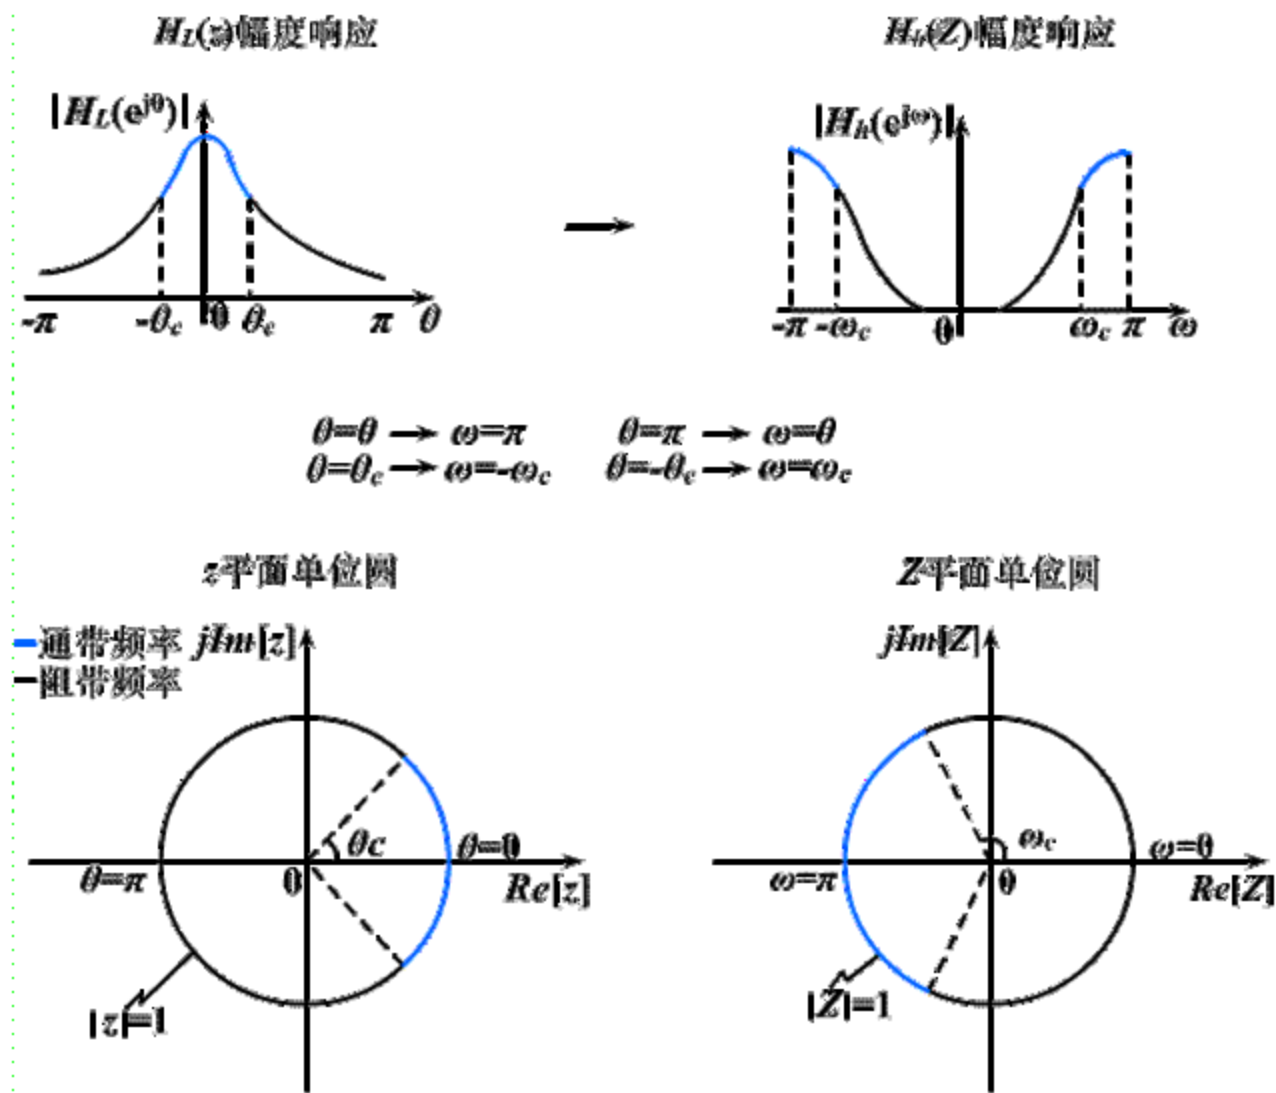 H_L(z)幅度响应
H_h(Z)幅度响应
|H_L(e^jθ)|
|H_h(e^jω)|
-π -θ_c 0 θ_c π θ
-π -ω_c 0 ω_c π ω
θ=0 → ω=π θ=π → ω=0
θ=θ_c → ω=-ω_c θ=-θ_c → ω=ω_c
z平面单位圆
Z平面单位圆
通带频率
阻带频率
jIm[z]
jIm[Z]
θc
θ=0
θ=π
0
Re[z]
|z|=1
ω_c
ω=0
ω=π
0
Re[Z]
|Z|=1